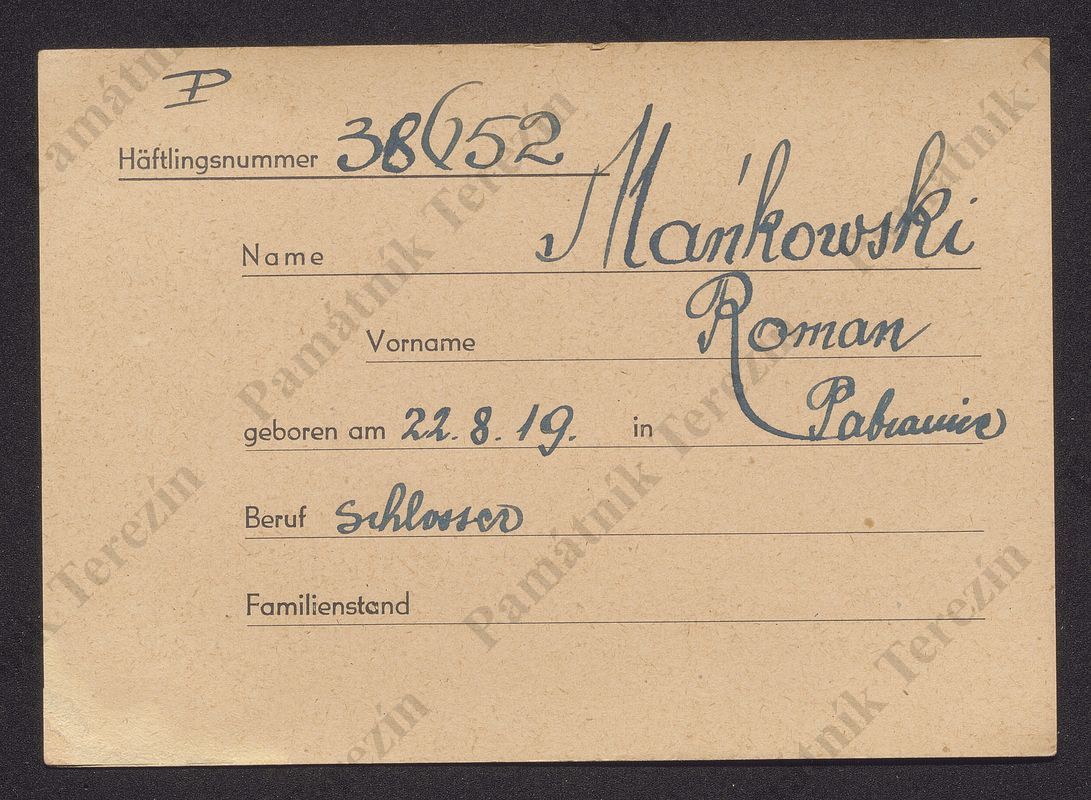 P
Häftlingsnummer 38652
Name Mańkowski
Vorname Roman
geboren am 22. 8. 19. in Pabianice
Beruf Schlosser
Familienstand
Památník Terezín